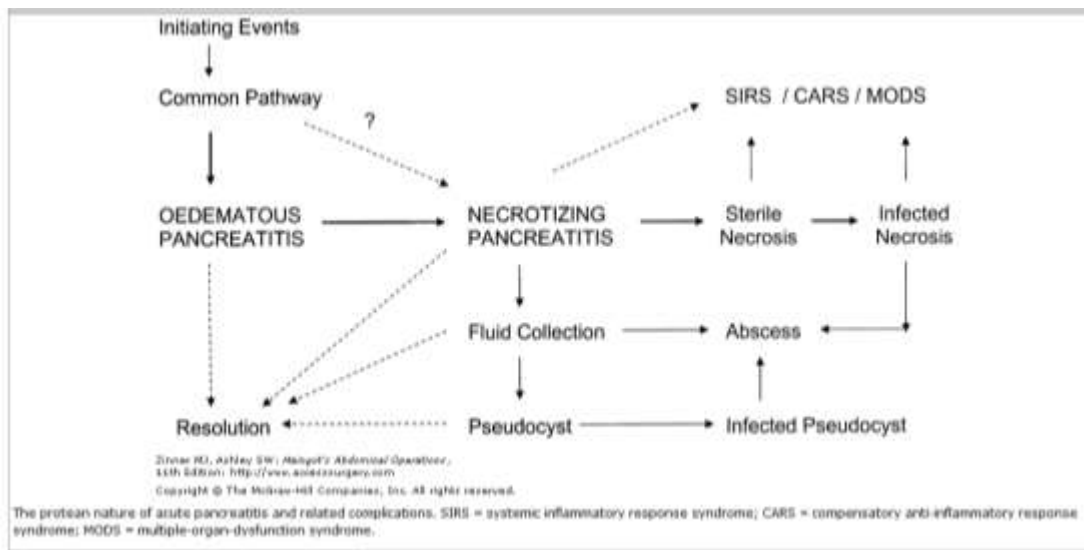 Initiating Events
Common Pathway
SIRS / CARS / MODS
?
OEDEMATOUS
PANCREATITIS
NECROTIZING
PANCREATITIS
Sterile
Necrosis
Infected
Necrosis
Fluid Collection
Abscess
Resolution
Pseudocyst
Infected Pseudocyst
Zinner MJ, Ashley SW: Maingot's Abdominal Operations,
11th Edition: http://www.accesssurgery.com
Copyright © The McGraw-Hill Companies, Inc. All rights reserved.
The protean nature of acute pancreatitis and related complications. SIRS = systemic inflammatory response syndrome; CARS = compensatory anti-inflammatory response
syndrome; MODS = multiple-organ-dysfunction syndrome.